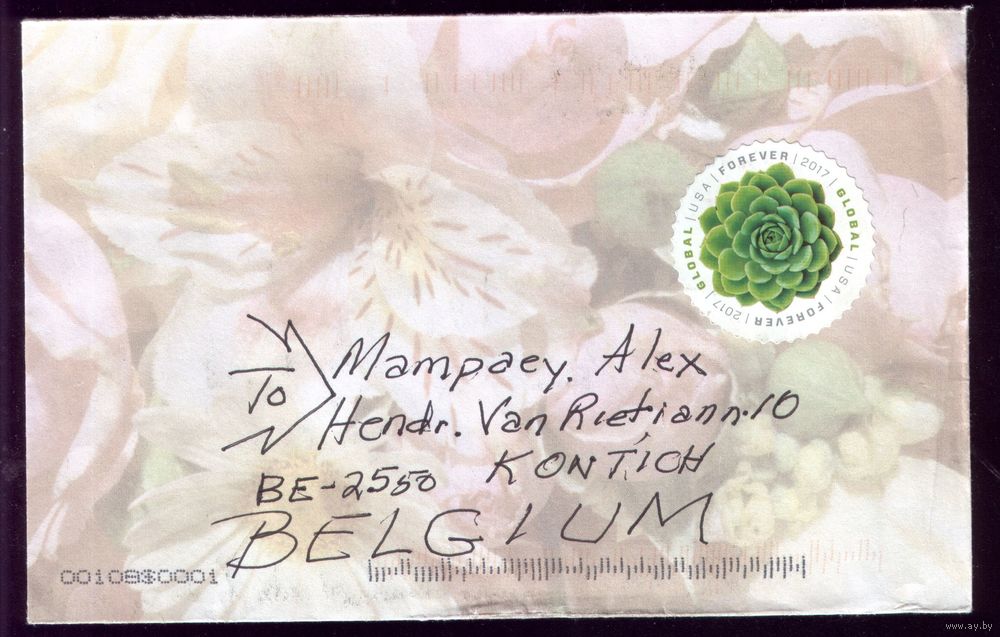 GLOBAL | USA | FOREVER | 2017 | GLOBAL | USA | FOREVER | 2017 |
Mampaey. Alex
To
Hendr. Van Rietiann.10
KONTICH
BE-2550
BELGIUM
00108$0001
www.ay.by